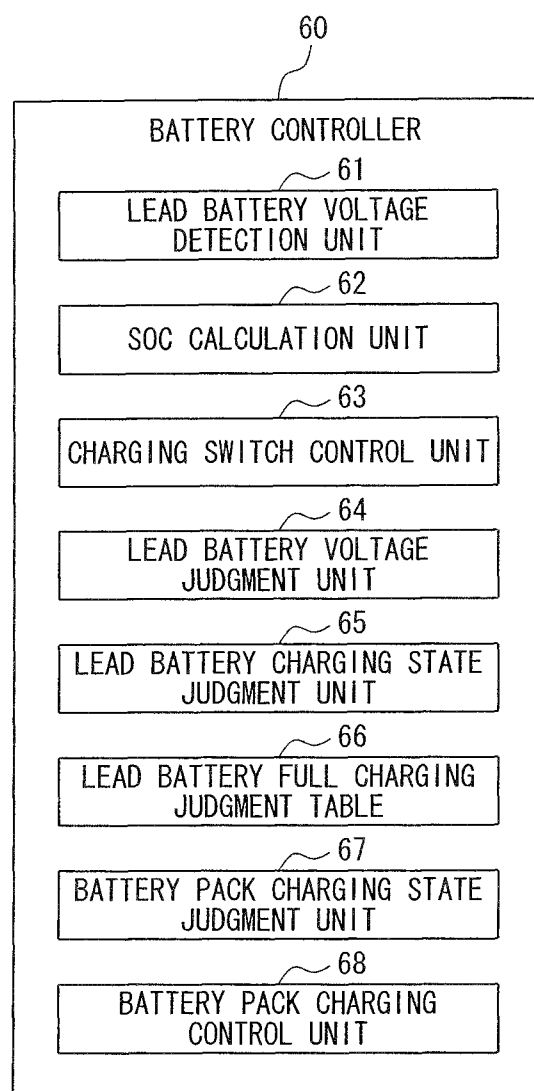 60
BATTERY CONTROLLER
61
LEAD BATTERY VOLTAGE
DETECTION UNIT
62
SOC CALCULATION UNIT
63
CHARGING SWITCH CONTROL UNIT
64
LEAD BATTERY VOLTAGE
JUDGMENT UNIT
65
LEAD BATTERY CHARGING STATE
JUDGMENT UNIT
66
LEAD BATTERY FULL CHARGING
JUDGMENT TABLE
67
BATTERY PACK CHARGING STATE
JUDGMENT UNIT
68
BATTERY PACK CHARGING
CONTROL UNIT